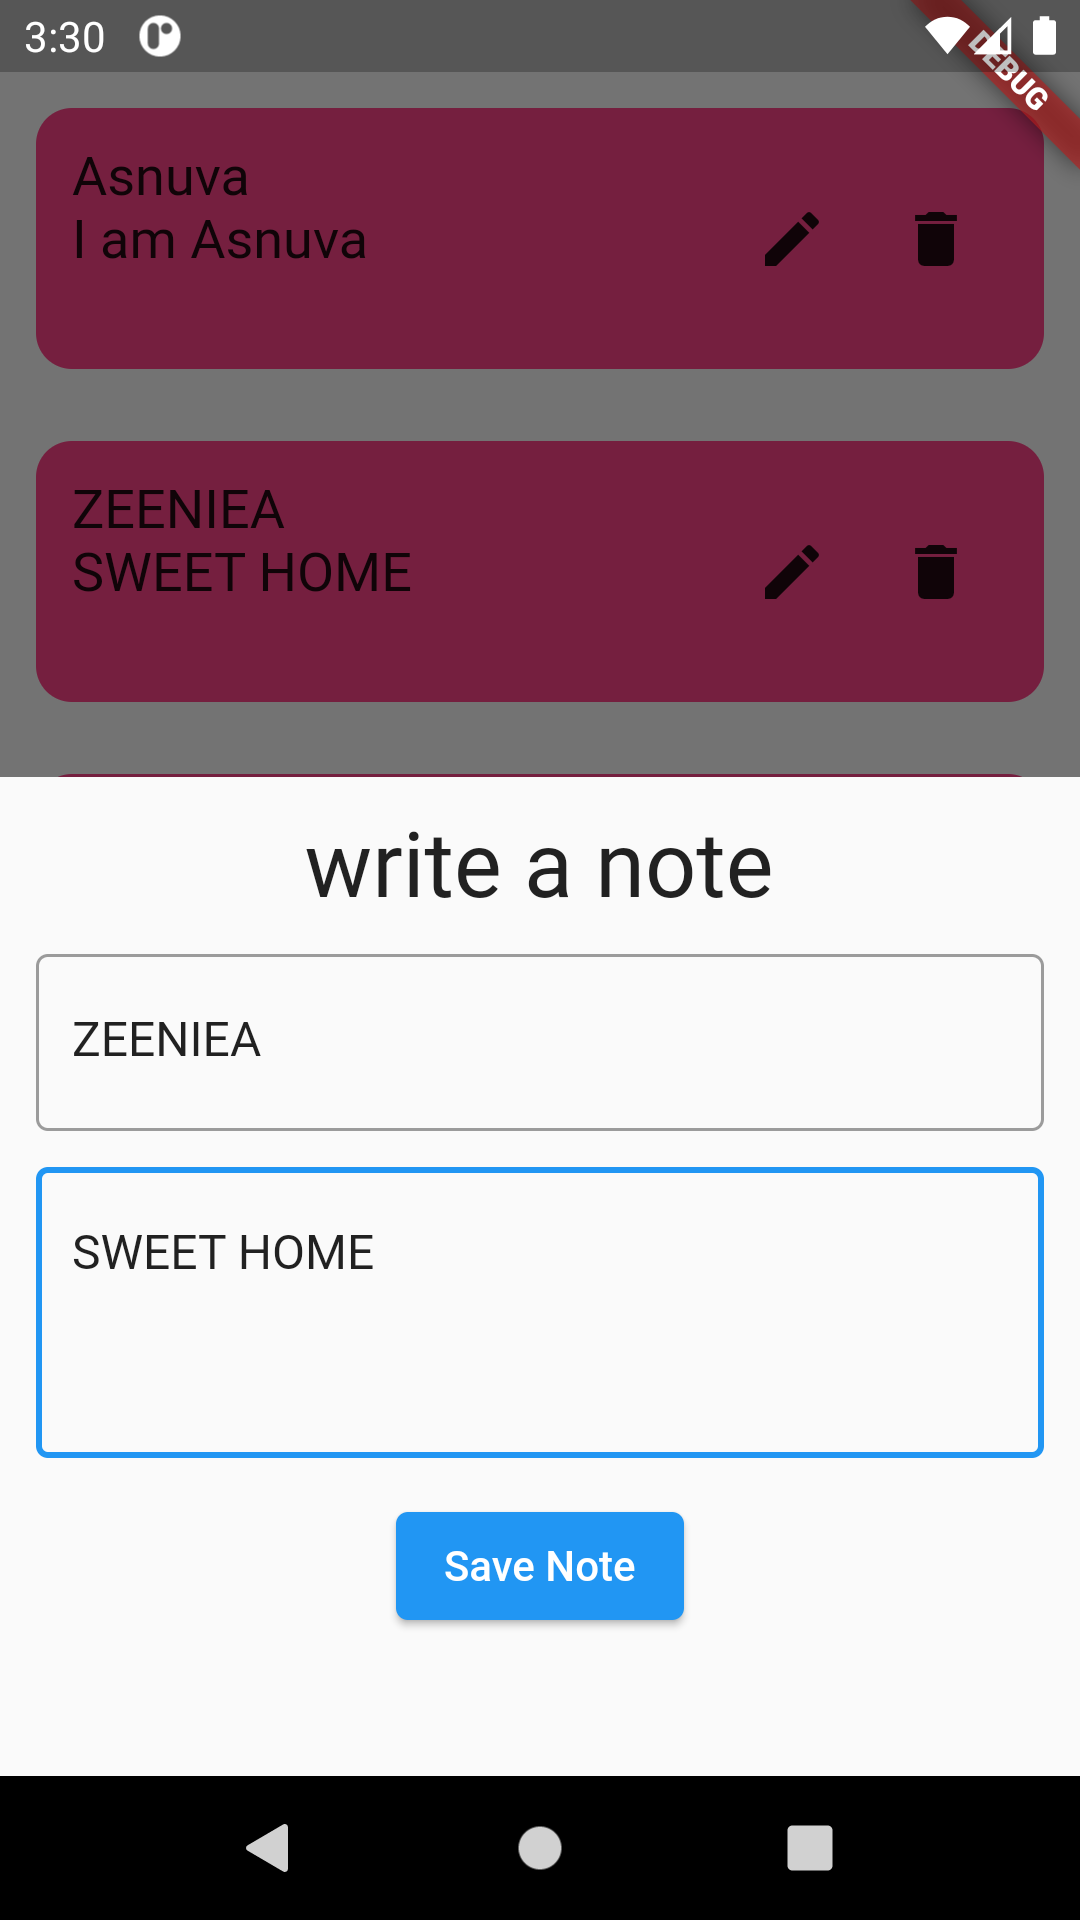 3:30
DEBUG
Asnuva
I am Asnuva
ZEENIEA
SWEET HOME
write a note
ZEENIEA
SWEET HOME
Save Note